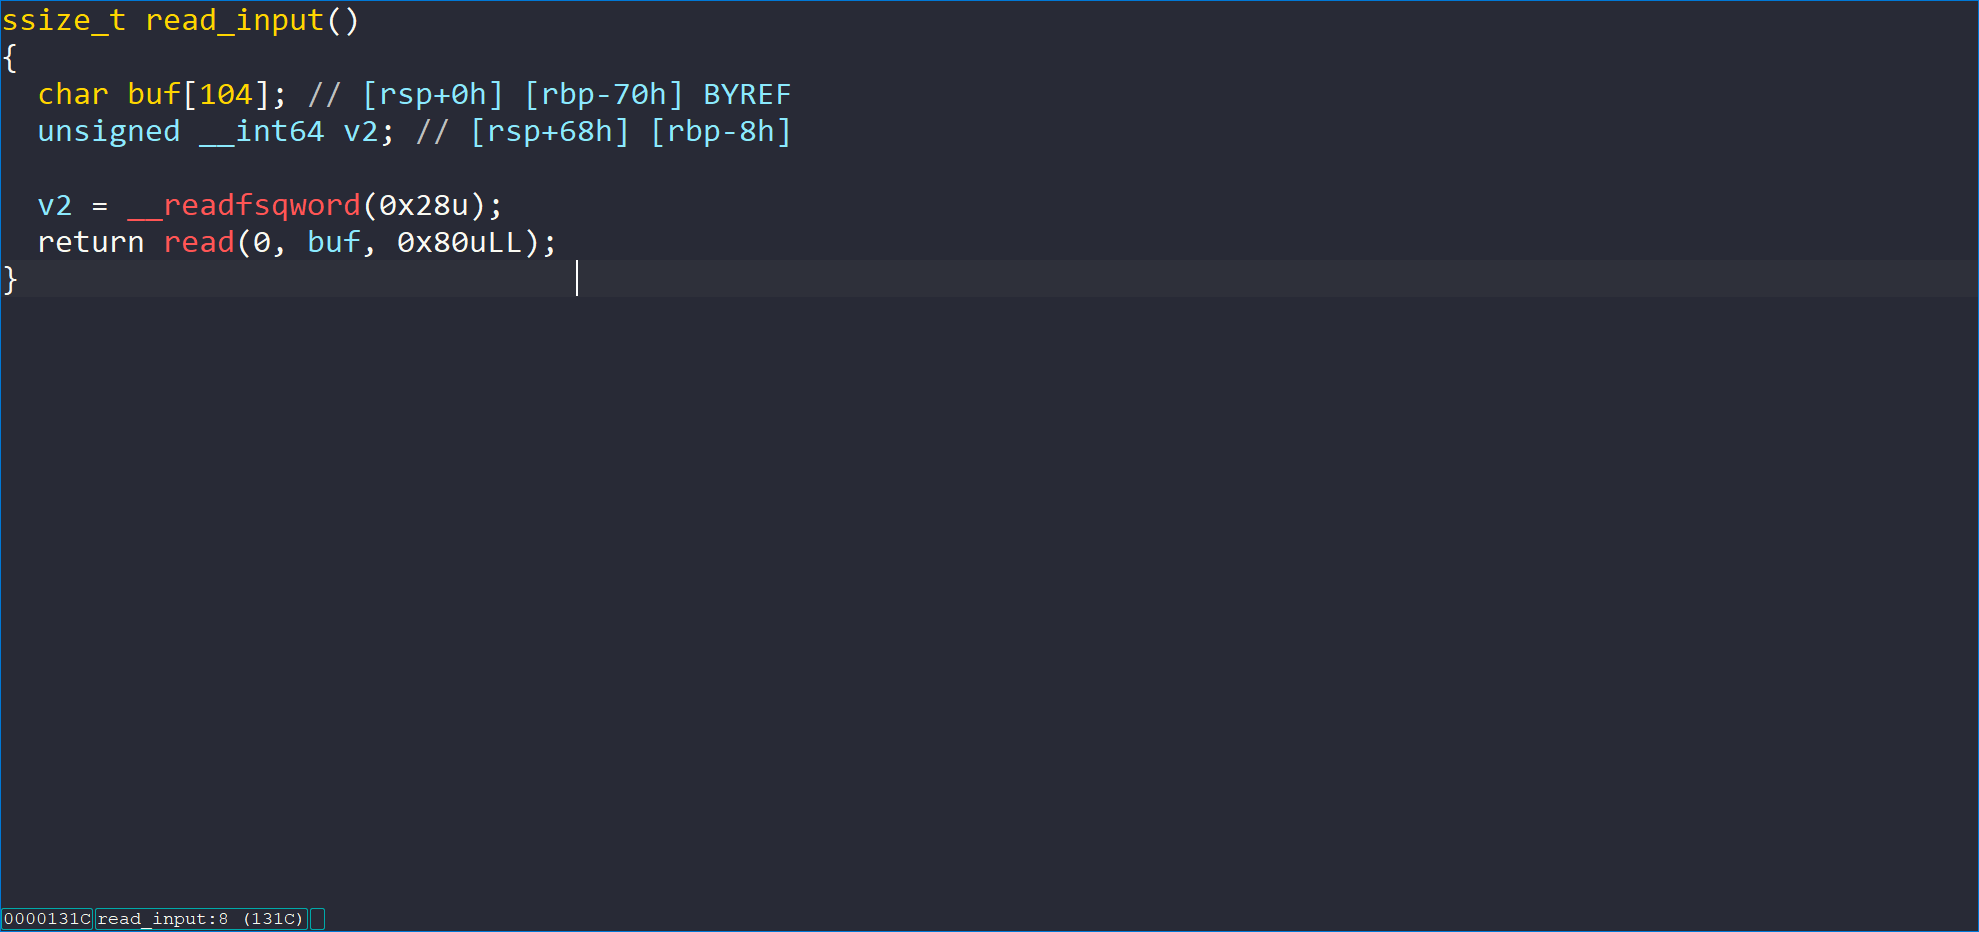 ssize_t read_input()
{
  char buf[104]; // [rsp+0h] [rbp-70h] BYREF
  unsigned __int64 v2; // [rsp+68h] [rbp-8h]

  v2 = __readfsqword(0x28u);
  return read(0, buf, 0x80uLL);
}
0000131C read_input:8 (131C)